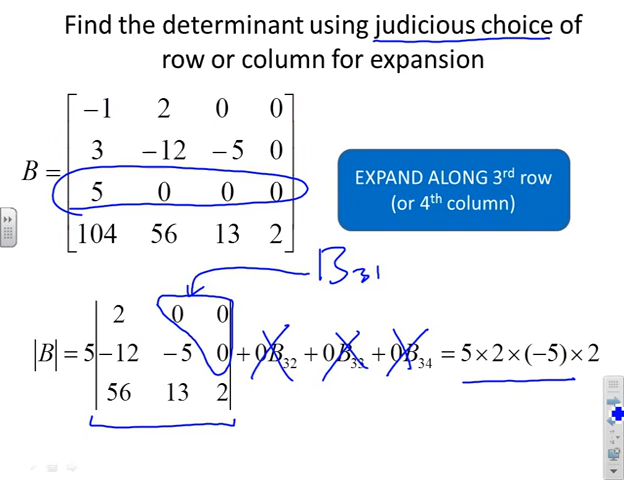 Find the determinant using judicious choice of
row or column for expansion
B = [ −1 2 0 0
3 −12 −5 0
5 0 0 0
104 56 13 2 ]
EXPAND ALONG 3rd row
(or 4th column)
B31
|B| = 5 | 2 0 0
−12 −5 0
56 13 2 | + 0B32 + 0B33 + 0B34 = 5 × 2 × (−5) × 2